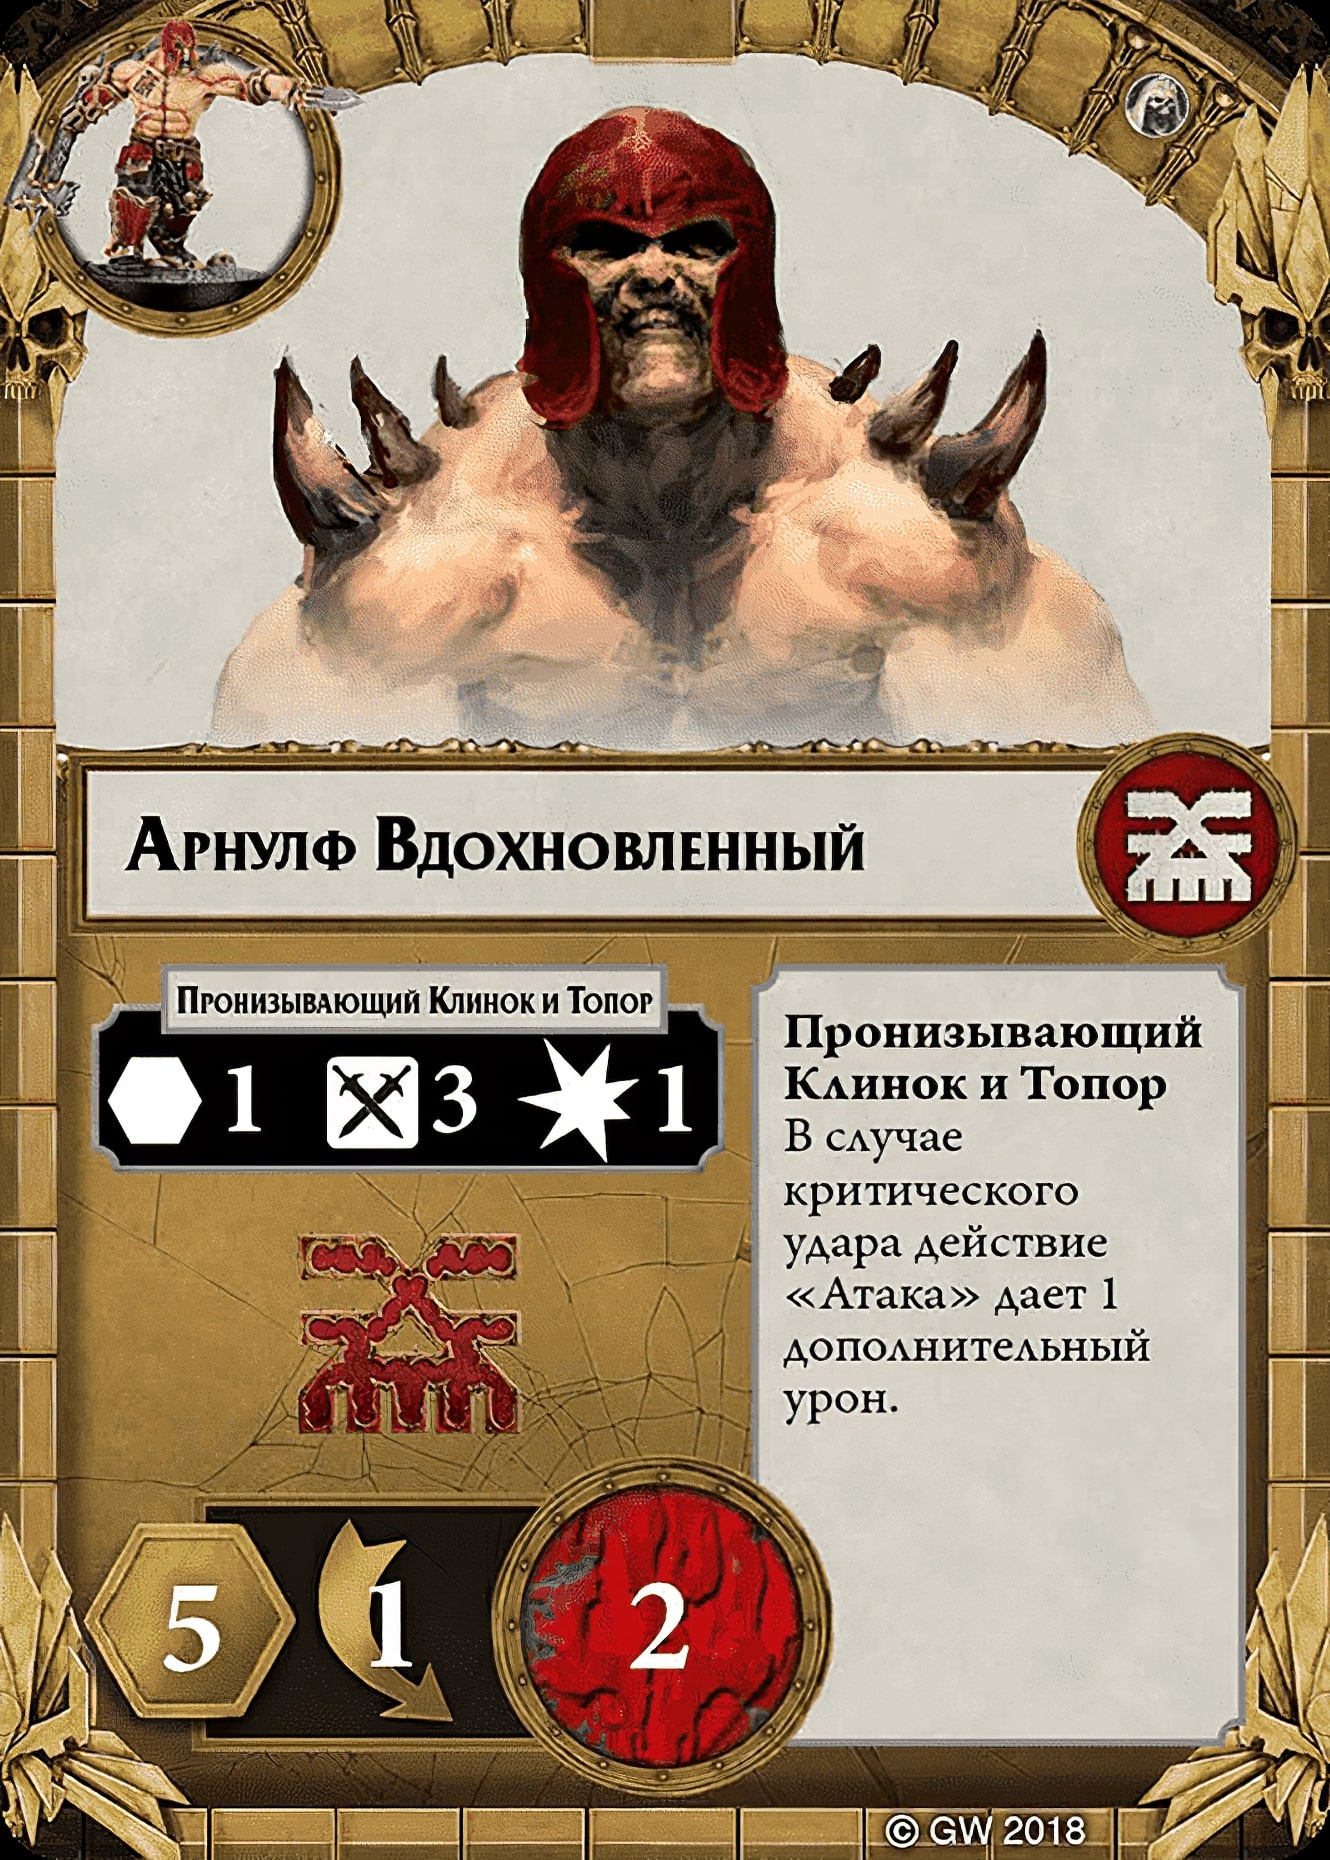 Арнулф Вдохновленный
Пронизывающий Клинок и Топор
1 3 1
Пронизывающий
Клинок и Топор
В случае
критического
удара действие
«Атака» дает 1
дополнительный
урон.
5 1 2
© GW 2018